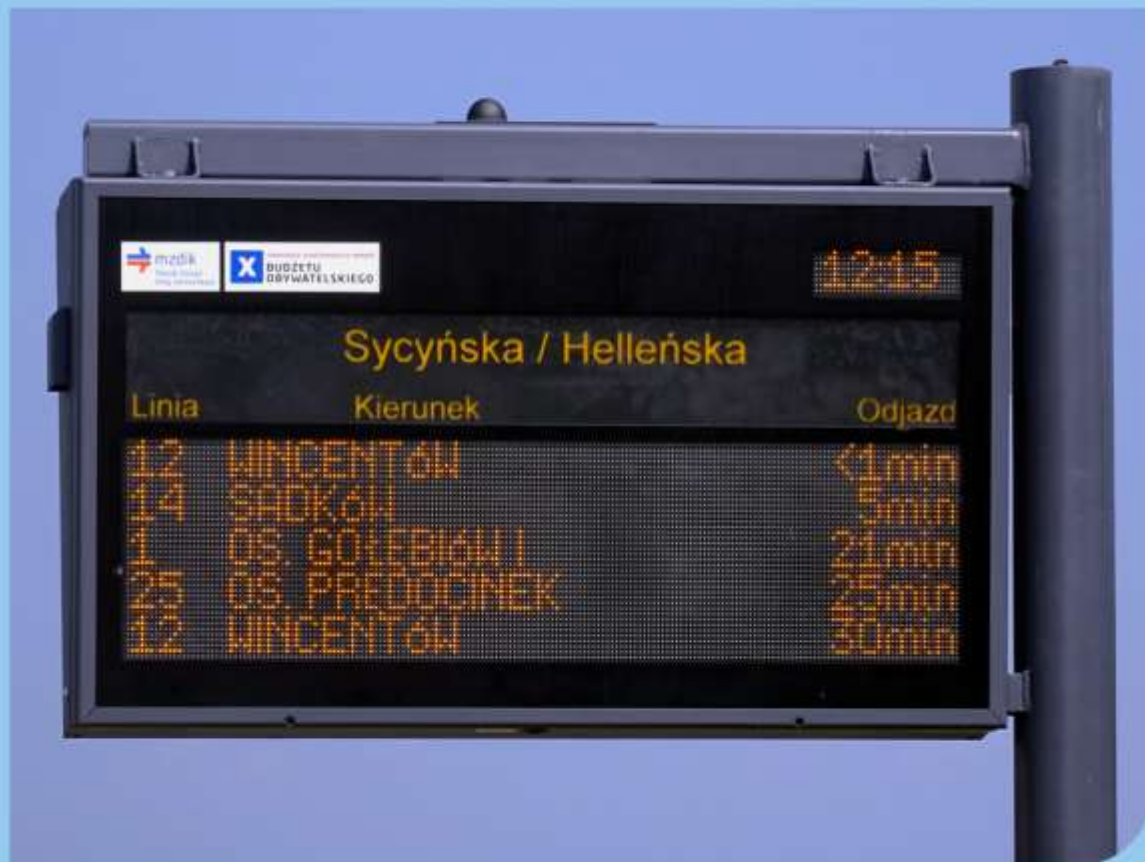 mzdik
BUDŻETU
OBYWATELSKIEGO
12:15
Sycyńska / Helleńska
Linia Kierunek Odjazd
12 WINCENTóW <1min
14 SADKóW 5min
1 OS. GOŁĘBIóW I 21min
25 OS. PRĘDOCINEK 25min
12 WINCENTóW 30min